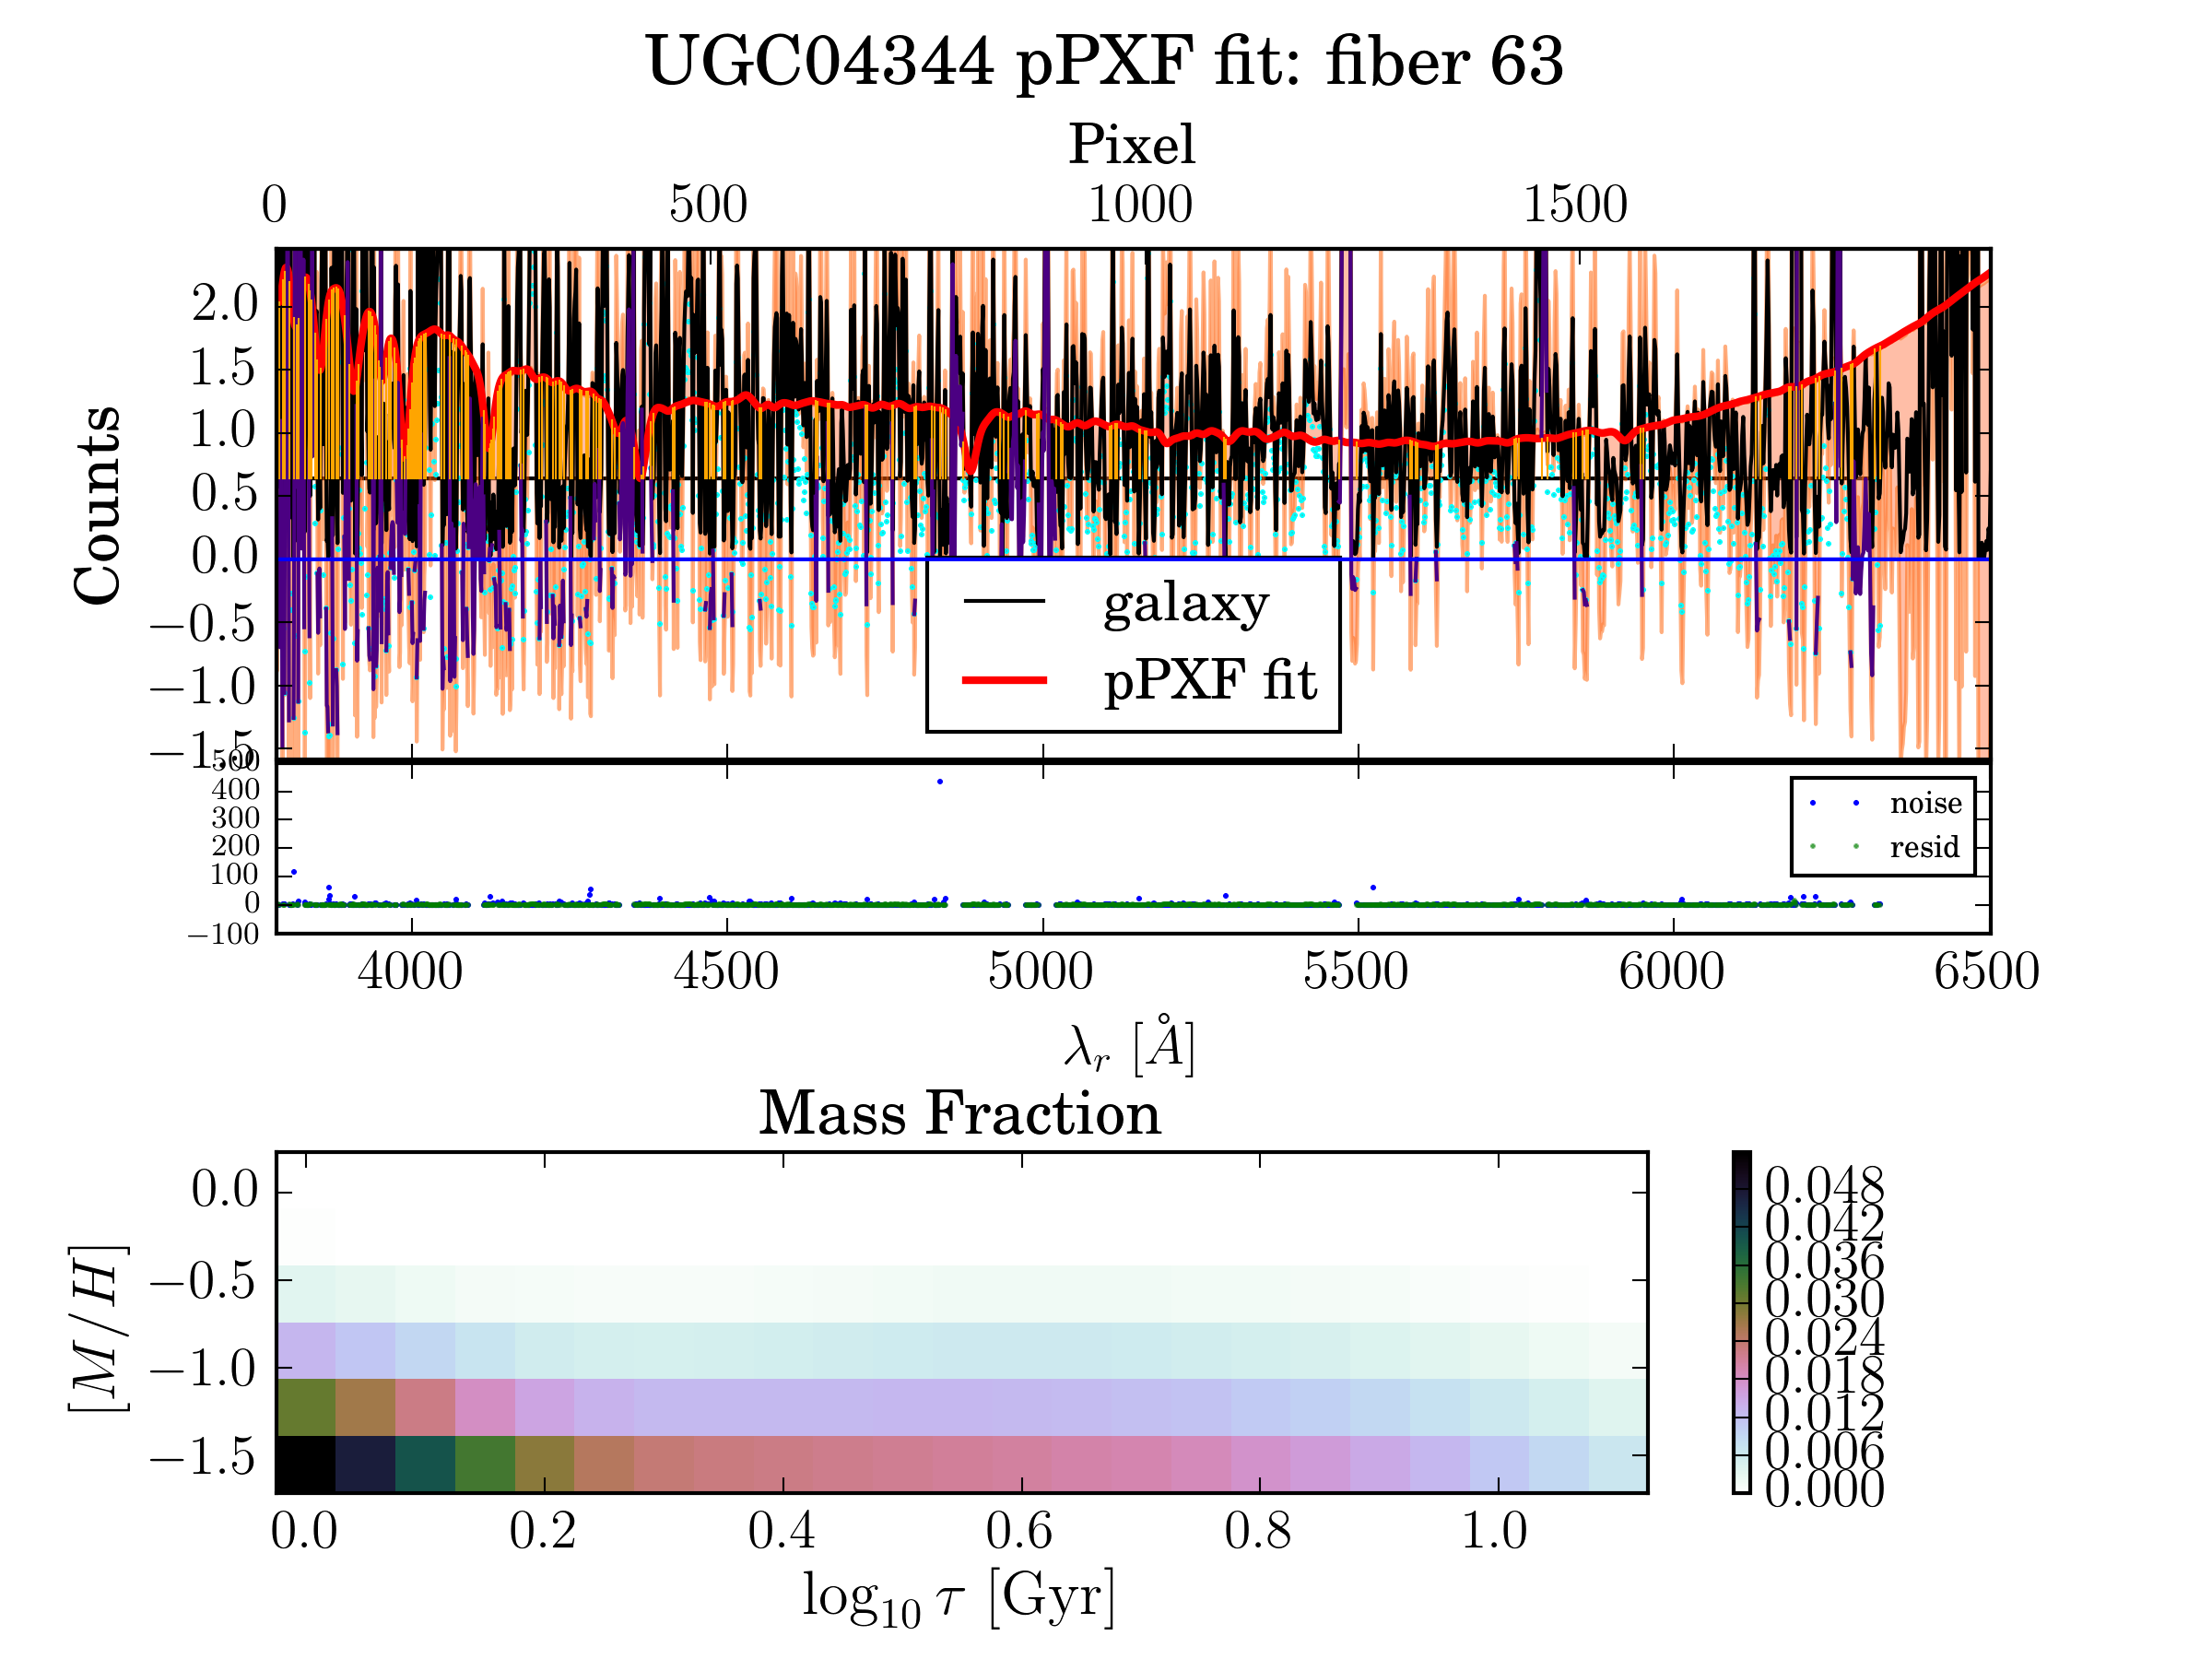 UGC04344 pPXF fit: fiber 63
Pixel
0 500 1000 1500
2.0
1.5
1.0
0.5
0.0
−0.5
−1.0
−1.5
Counts
galaxy
pPXF fit
500
400
300
200
100
0
−100
noise
resid
4000 4500 5000 5500 6000 6500
λr [Å]
Mass Fraction
0.0
−0.5
−1.0
−1.5
[M/H]
0.048
0.042
0.036
0.030
0.024
0.018
0.012
0.006
0.000
0.0 0.2 0.4 0.6 0.8 1.0
log10 τ [Gyr]